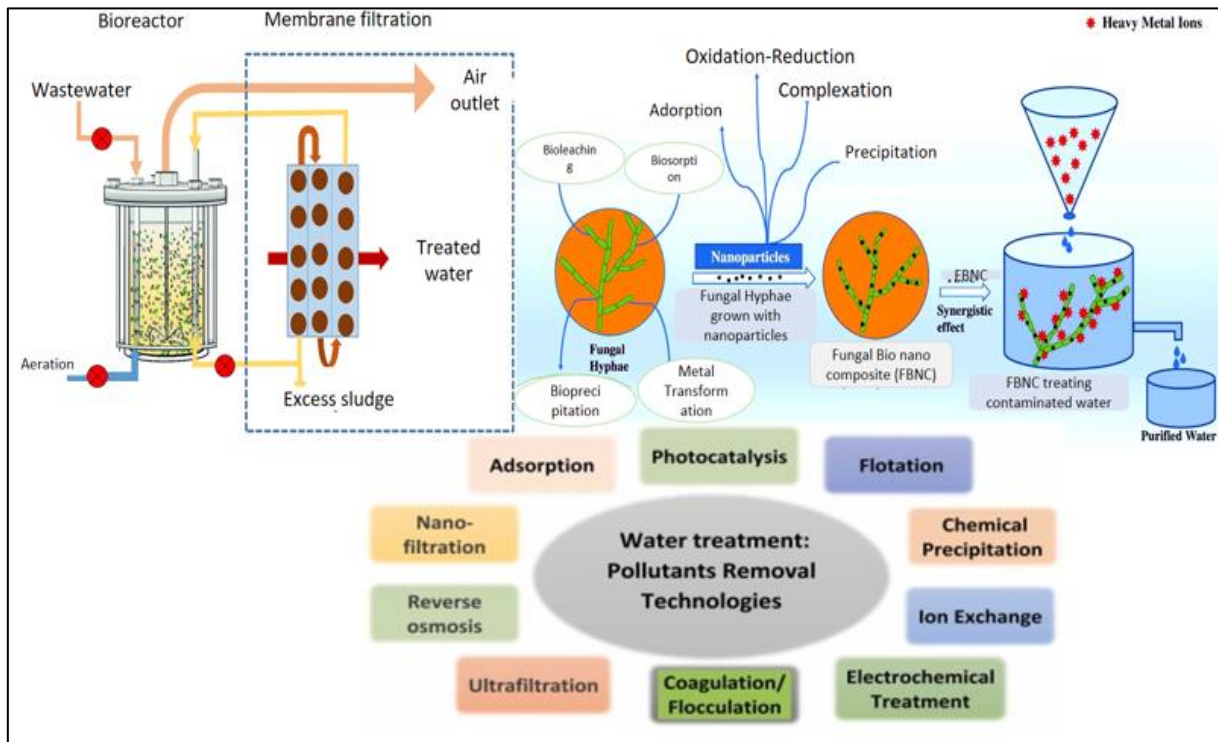 Bioreactor
Membrane filtration
Wastewater
Air
outlet
Treated
water
Aeration
Excess sludge
Heavy Metal Ions
Oxidation-Reduction
Complexation
Adorption
Precipitation
Bioleachin
g
Biosorpti
on
Fungal
Hyphae
Biopreci
pitation
Metal
Transform
ation
Nanoparticles
Fungal Hyphae
grown with
nanoparticles
Fungal Bio nano
composite (FBNC)
FBNC
Synergistic
effect
FBNC treating
contaminated water
Purified Water
Adsorption
Photocatalysis
Flotation
Nano-
filtration
Water treatment:
Pollutants Removal
Technologies
Chemical
Precipitation
Reverse
osmosis
Ion Exchange
Ultrafiltration
Coagulation/
Flocculation
Electrochemical
Treatment